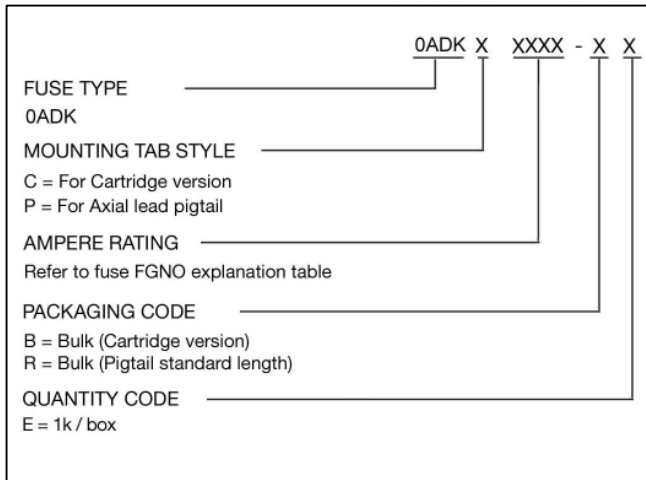 0ADK X XXXX - X X
FUSE TYPE
0ADK
MOUNTING TAB STYLE
C = For Cartridge version
P = For Axial lead pigtail
AMPERE RATING
Refer to fuse FGNO explanation table
PACKAGING CODE
B = Bulk (Cartridge version)
R = Bulk (Pigtail standard length)
QUANTITY CODE
E = 1k / box